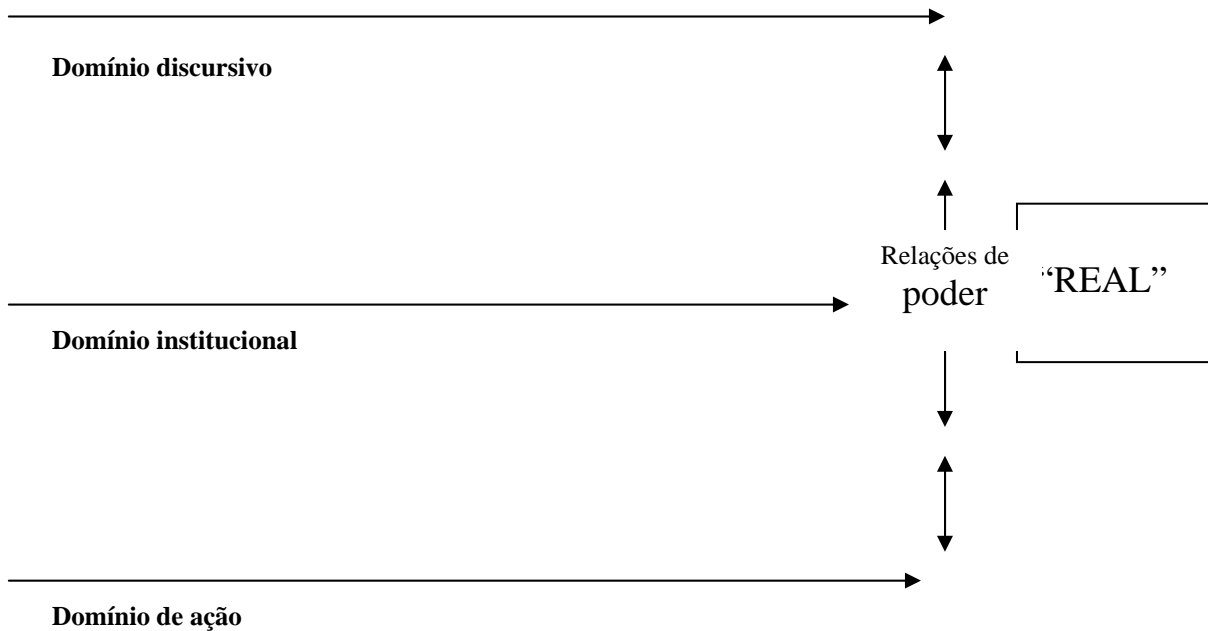 Domínio discursivo
Relações de
poder
“REAL”
Domínio institucional
Domínio de ação